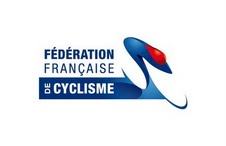 FÉDÉRATION
FRANÇAISE
DE CYCLISME